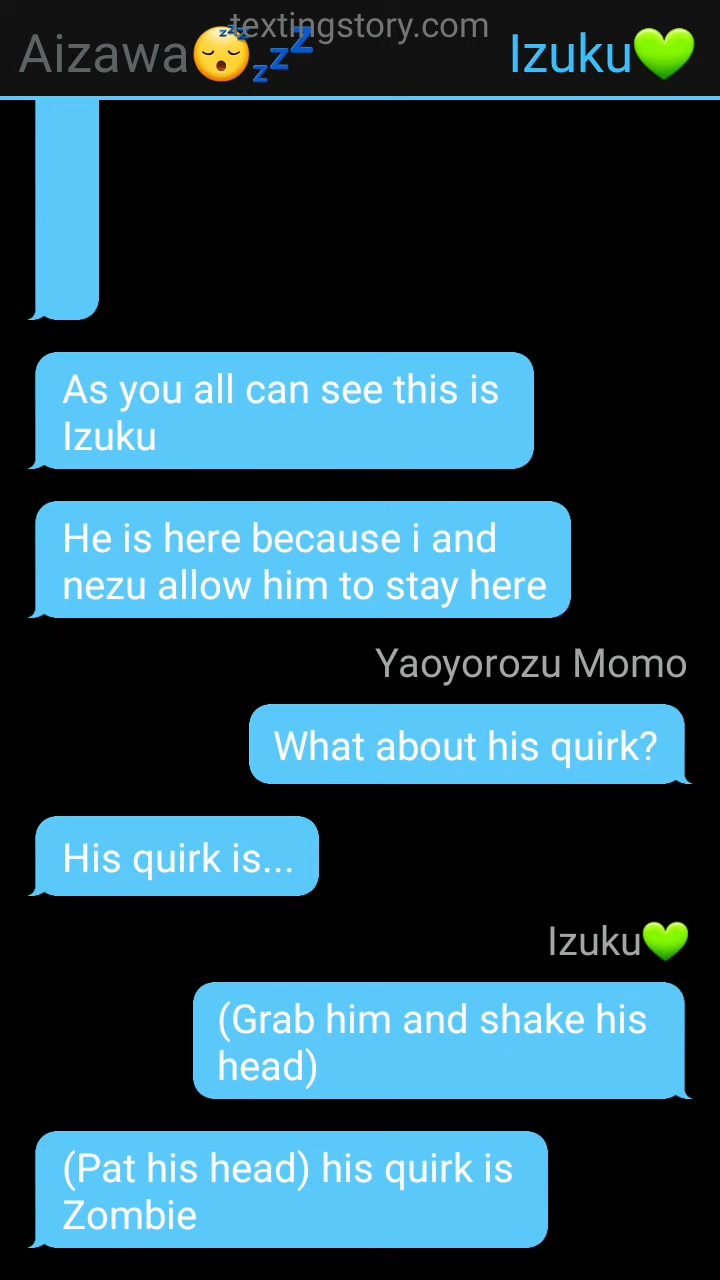 textingstory.com
Aizawa😴💤 Izuku💚
As you all can see this is
Izuku
He is here because i and
nezu allow him to stay here
Yaoyorozu Momo
What about his quirk?
His quirk is...
Izuku💚
(Grab him and shake his
head)
(Pat his head) his quirk is
Zombie